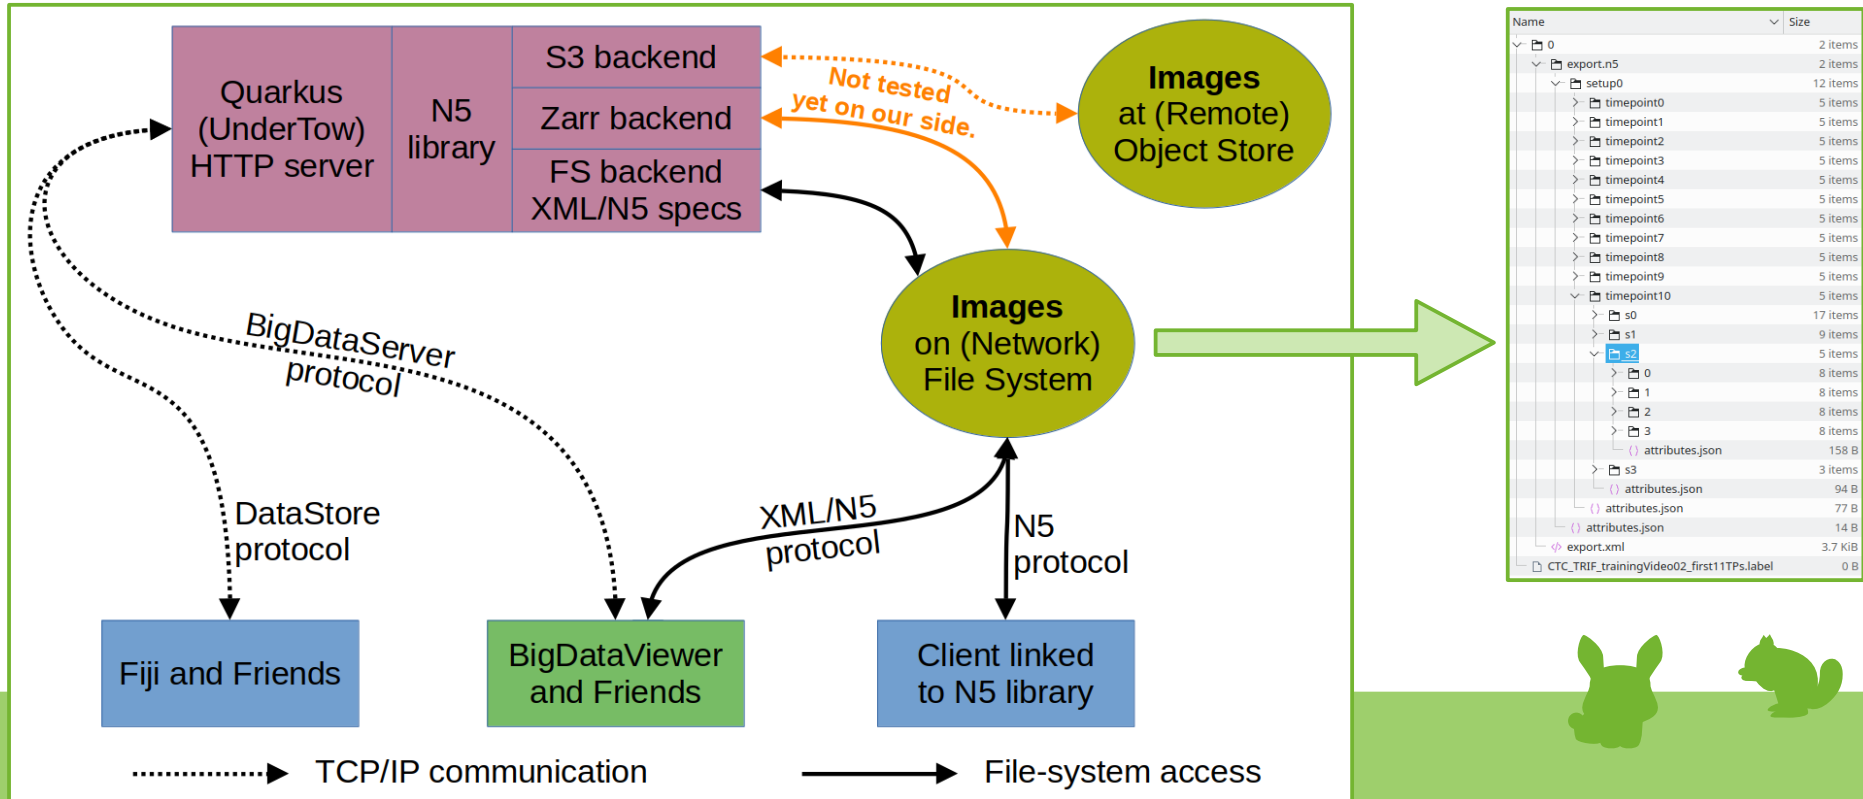 Quarkus
(UnderTow)
HTTP server
N5
library
S3 backend
Zarr backend
FS backend
XML/N5 specs
Not tested
yet on our side.
Images
at (Remote)
Object Store
Images
on (Network)
File System
BigDataServer
protocol
DataStore
protocol
XML/N5
protocol
N5
protocol
Fiji and Friends
BigDataViewer
and Friends
Client linked
to N5 library
TCP/IP communication
File-system access
Name Size
0 2 items
export.n5 2 items
setup0 12 items
timepoint0 5 items
timepoint1 5 items
timepoint2 5 items
timepoint3 5 items
timepoint4 5 items
timepoint5 5 items
timepoint6 5 items
timepoint7 5 items
timepoint8 5 items
timepoint9 5 items
timepoint10 5 items
s0 17 items
s1 9 items
s2 5 items
0 8 items
1 8 items
2 8 items
3 8 items
attributes.json 158 B
s3 3 items
attributes.json 94 B
attributes.json 77 B
attributes.json 14 B
export.xml 3.7 KiB
CTC_TRIF_trainingVideo02_first11TPs.label 0 B